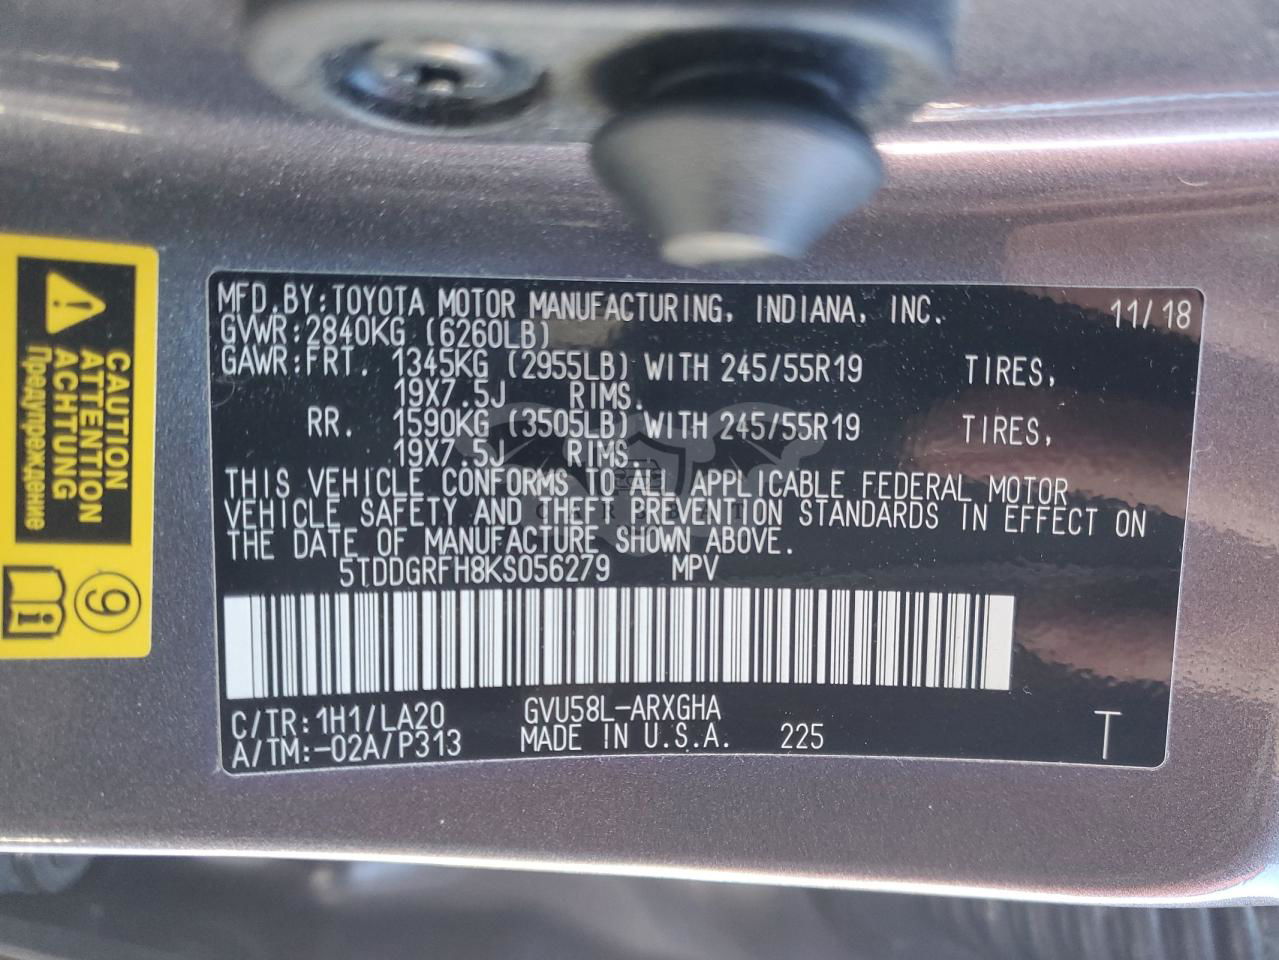 MFD.BY:TOYOTA MOTOR MANUFACTURING, INDIANA, INC. 11/18
GVWR:2840KG (6260LB)
GAWR:FRT. 1345KG (2955LB) WITH 245/55R19 TIRES,
19X7.5J RIMS.
RR. 1590KG (3505LB) WITH 245/55R19 TIRES,
19X7.5J RIMS.
THIS VEHICLE CONFORMS TO ALL APPLICABLE FEDERAL MOTOR
VEHICLE SAFETY AND THEFT PREVENTION STANDARDS IN EFFECT ON
THE DATE OF MANUFACTURE SHOWN ABOVE.
5TDDGRFH8KS056279 MPV
C/TR:1H1/LA20 GVU58L-ARXGHA
A/TM:-02A/P313 MADE IN U.S.A. 225 T
CAUTION
ATTENTION
ACHTUNG
Предупреждение
9